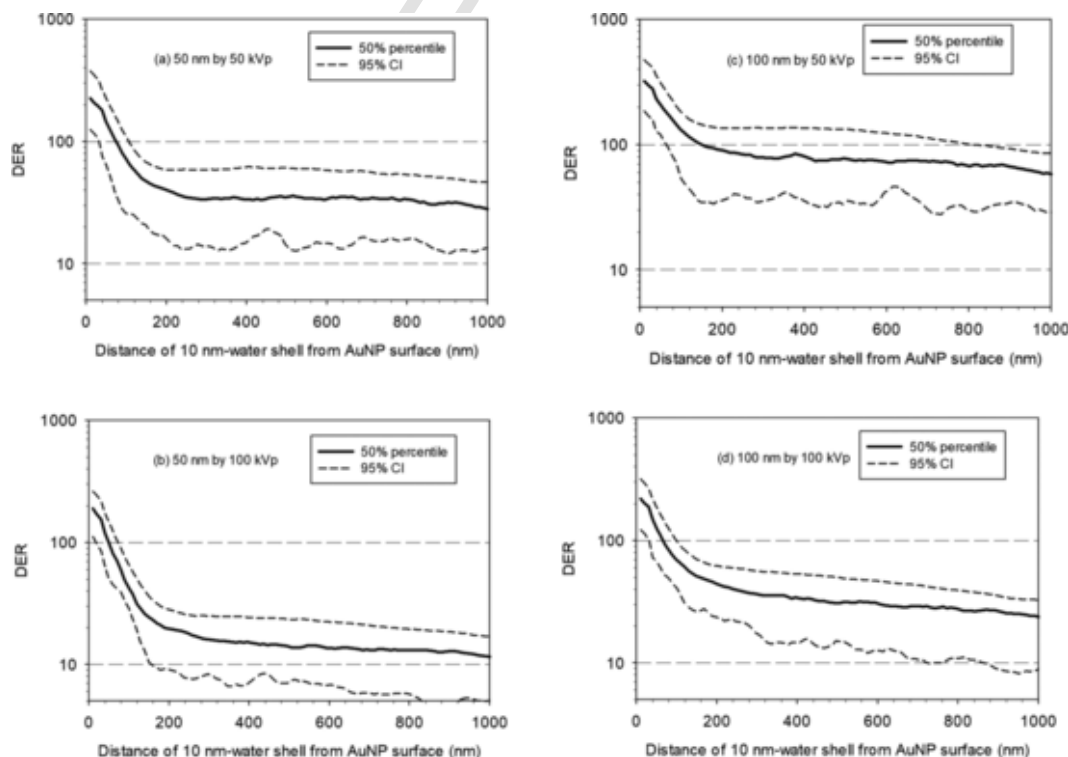 1000
100
10
DER
(a) 50 nm by 50 kVp
50% percentile
95% CI
0 200 400 600 800 1000
Distance of 10 nm-water shell from AuNP surface (nm)
1000
100
10
DER
(c) 100 nm by 50 kVp
50% percentile
95% CI
0 200 400 600 800 1000
Distance of 10 nm-water shell from AuNP surface (nm)
1000
100
10
DER
(b) 50 nm by 100 kVp
50% percentile
95% CI
0 200 400 600 800 1000
Distance of 10 nm-water shell from AuNP surface (nm)
1000
100
10
DER
(d) 100 nm by 100 kVp
50% percentile
95% CI
0 200 400 600 800 1000
Distance of 10 nm-water shell from AuNP surface (nm)